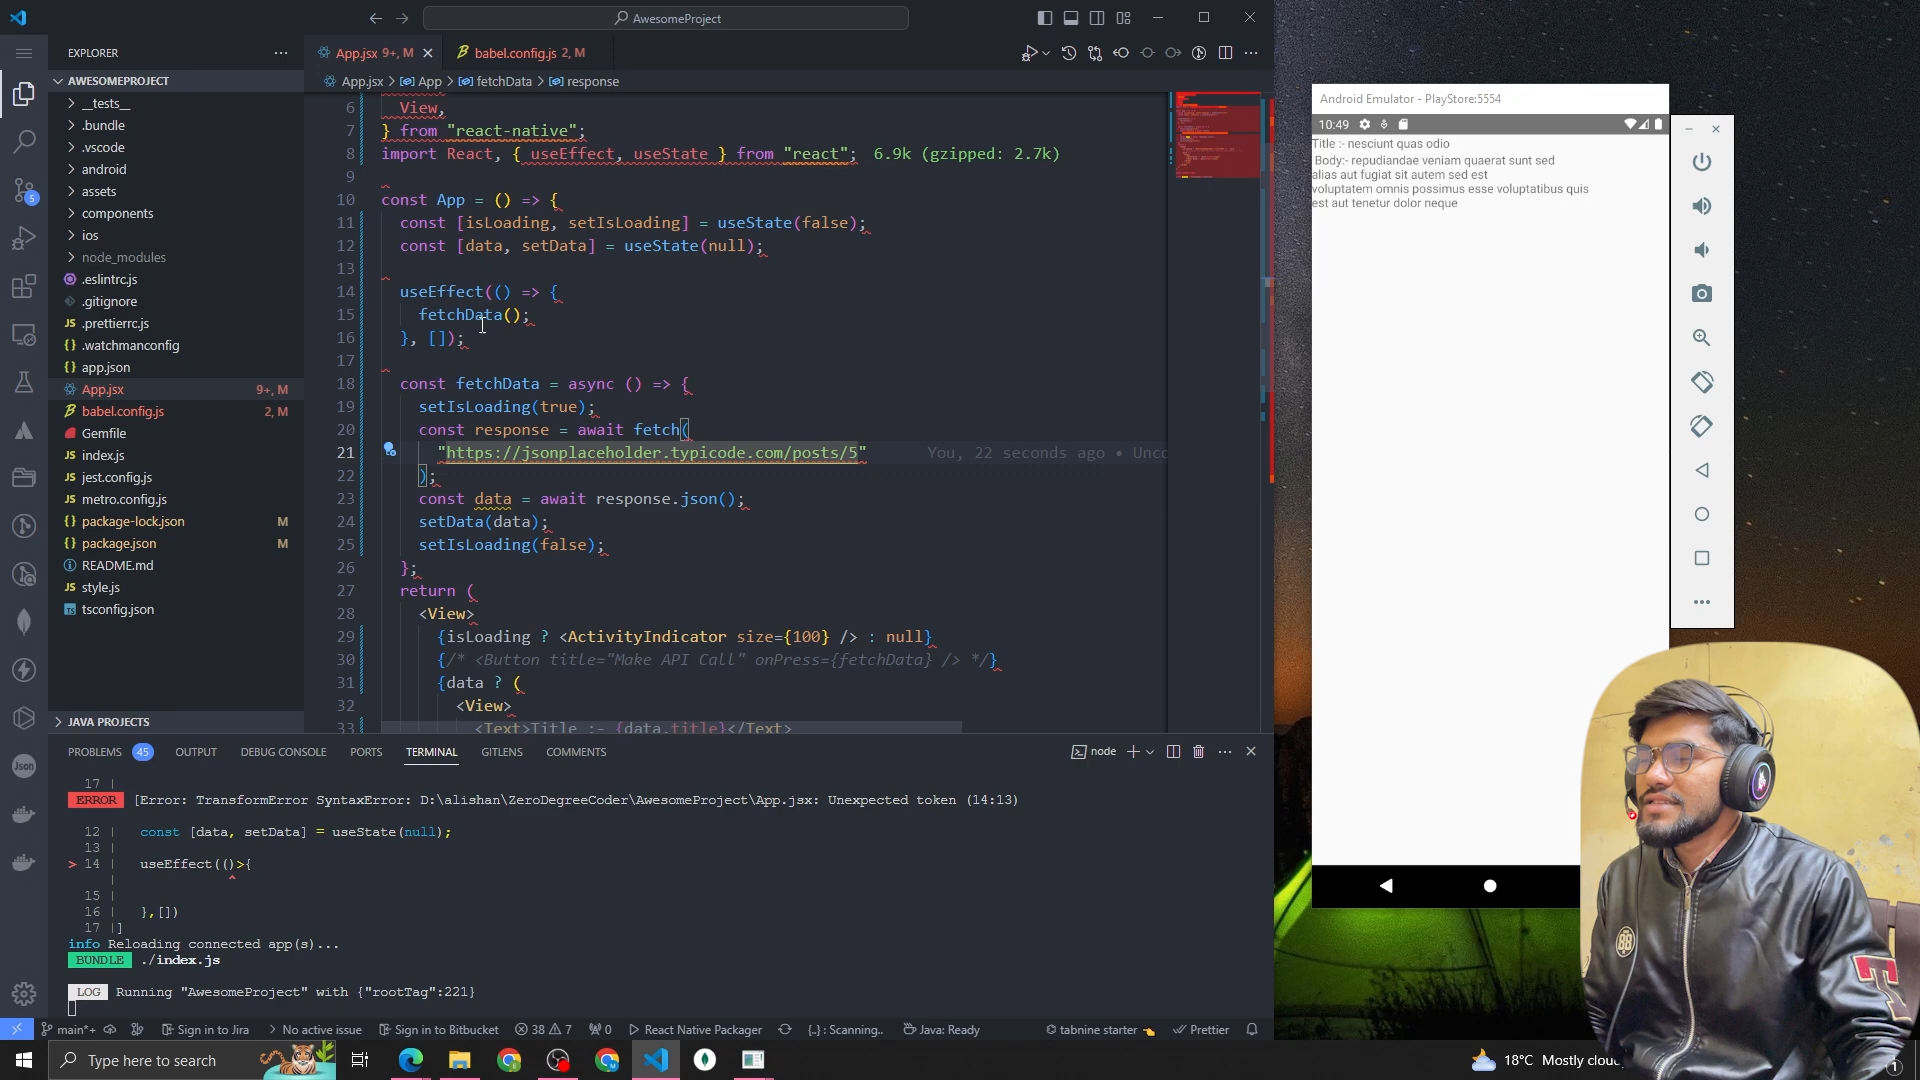 AwesomeProject
EXPLORER
App.jsx 9+, M
babel.config.js 2, M
AWESOMEPROJECT
App.jsx > App > fetchData > response
__tests__
.bundle
.vscode
android
assets
components
ios
node_modules
.eslintrc.js
.gitignore
.prettierrc.js
.watchmanconfig
app.json
App.jsx 9+, M
babel.config.js 2, M
Gemfile
index.js
jest.config.js
metro.config.js
package-lock.json M
package.json M
README.md
style.js
tsconfig.json
JAVA PROJECTS
5
Json
6 View,
7 } from "react-native";
8 import React, { useEffect, useState } from "react"; 6.9k (gzipped: 2.7k)
9
10 const App = () => {
11 const [isLoading, setIsLoading] = useState(false);
12 const [data, setData] = useState(null);
13
14 useEffect(() => {
15 fetchData();
16 }, []);
17
18 const fetchData = async () => {
19 setIsLoading(true);
20 const response = await fetch(
21 "https://jsonplaceholder.typicode.com/posts/5" You, 22 seconds ago • Unco
22 );
23 const data = await response.json();
24 setData(data);
25 setIsLoading(false);
26 };
27 return (
28 <View>
29 {isLoading ? <ActivityIndicator size={100} /> : null}
30 {/* <Button title="Make API Call" onPress={fetchData} /> */}
31 {data ? (
32 <View>
33 <Text>Title :- {data.title}</Text>
PROBLEMS 45 OUTPUT DEBUG CONSOLE PORTS TERMINAL GITLENS COMMENTS
node
17 |
ERROR [Error: TransformError SyntaxError: D:\alishan\ZeroDegreeCoder\AwesomeProject\App.jsx: Unexpected token (14:13)
12 | const [data, setData] = useState(null);
13 |
> 14 | useEffect(()>{
| ^
15 |
16 | },[])
17 |]
info Reloading connected app(s)...
BUNDLE ./index.js
LOG Running "AwesomeProject" with {"rootTag":221}
main*+ Sign in to Jira No active issue Sign in to Bitbucket 38 7 0 React Native Packager {..} : Scanning.. Java: Ready tabnine starter Prettier
Type here to search
18°C Mostly clou
1
Android Emulator - PlayStore:5554
10:49
Title :- nesciunt quas odio
Body:- repudiandae veniam quaerat sunt sed
alias aut fugiat sit autem sed est
voluptatem omnis possimus esse voluptatibus quis
est aut tenetur dolor neque
88